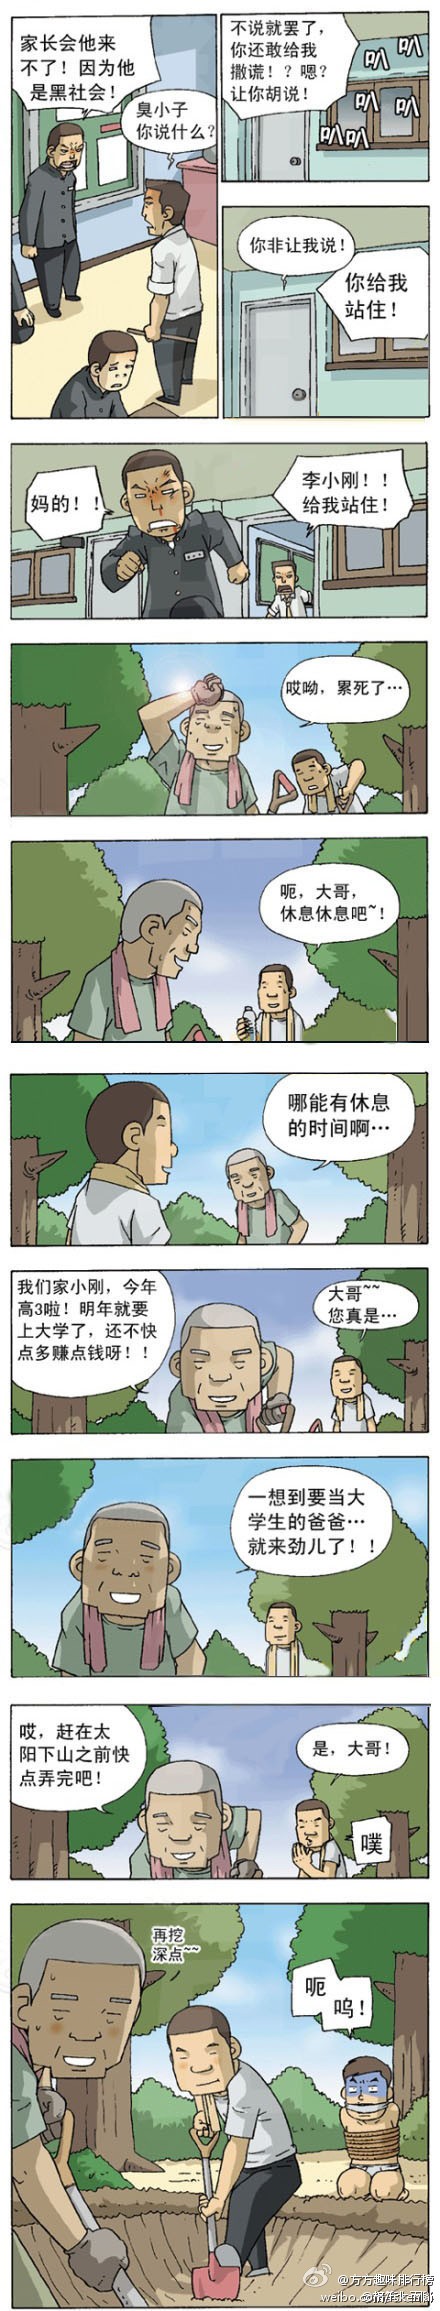 家长会他来
不了！因为他
是黑社会！
臭小子
你说什么？
不说就罢了，
你还敢给我
撒谎！？嗯？
让你胡说！
叭
叭
叭
叭叭
你非让我说！
你给我
站住！
妈的！！
李小刚！！
给我站住！
哎呦，累死了…
呃，大哥，
休息休息吧~！
哪能有休息
的时间啊…
我们家小刚，今年
高3啦！明年就要
上大学了，还不快
点多赚点钱呀！！
大哥~~
您真是…
一想到要当大
学生的爸爸…
就来劲儿了！！
哎，赶在太
阳下山之前快
点弄完吧！
是，大哥！
噗
再挖
深点~~
呃
呜！
@方方趣味排行榜